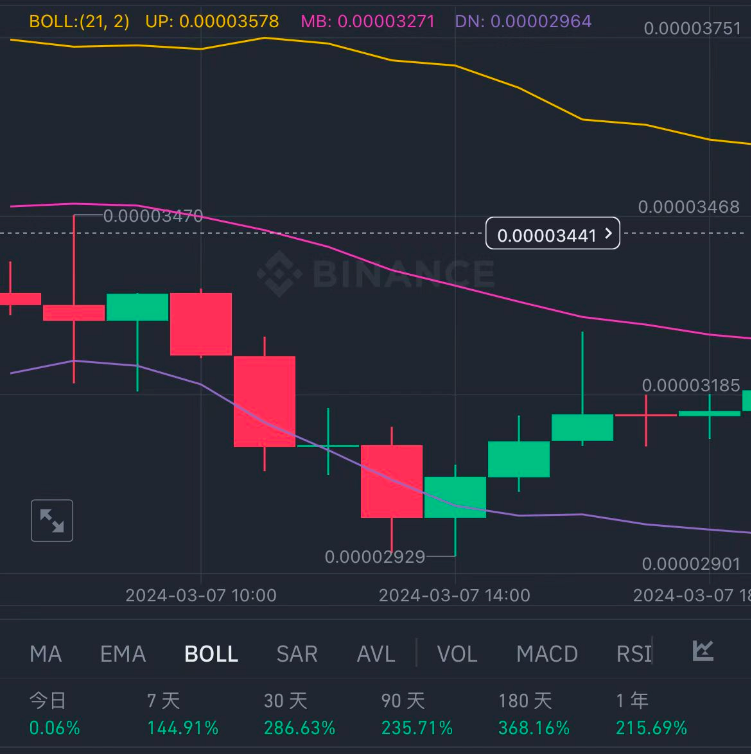 BOLL:(21, 2) UP: 0.00003578 MB: 0.00003271 DN: 0.00002964
0.00003751
0.00003468
0.00003470
0.00003441 >
BINANCE
0.00003185
0.00002929
0.00002901
2024-03-07 10:00 2024-03-07 14:00 2024-03-07 18
MA EMA BOLL SAR AVL VOL MACD RSI
今日 7 天 30 天 90 天 180 天 1 年
0.06% 144.91% 286.63% 235.71% 368.16% 215.69%